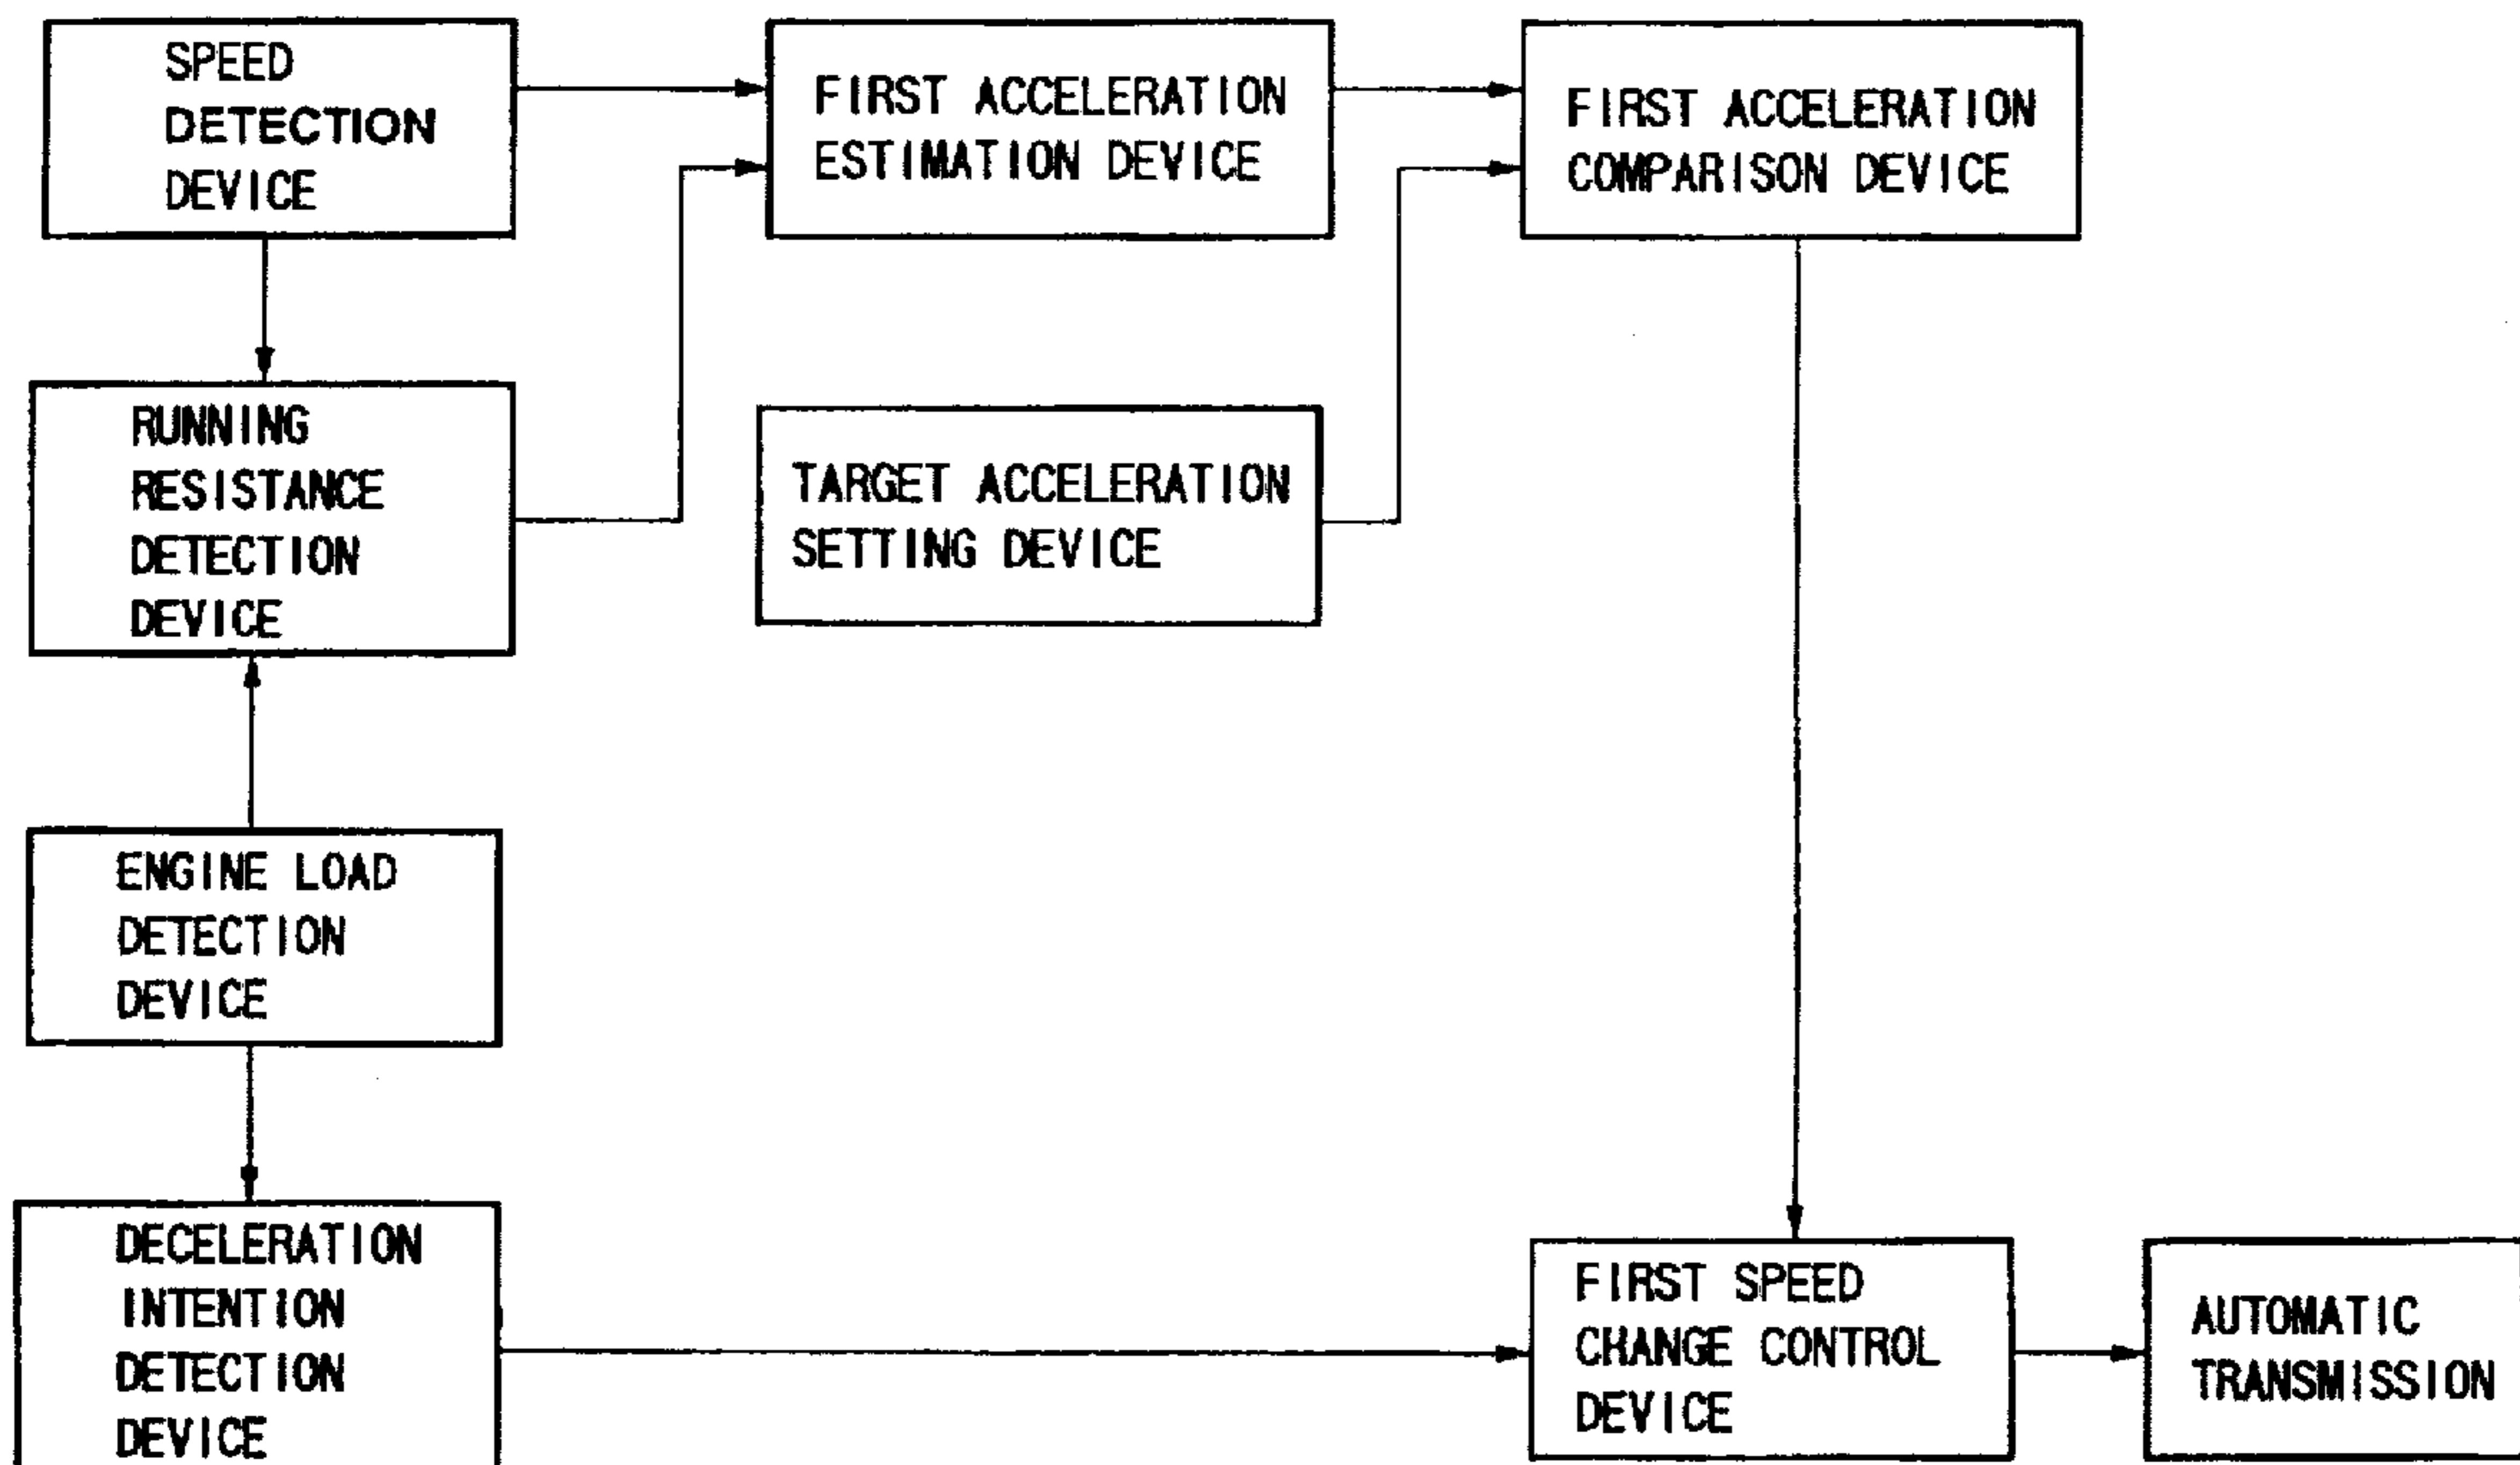 SPEED
DETECTION
DEVICE
FIRST ACCELERATION
ESTIMATION DEVICE
FIRST ACCELERATION
COMPARISON DEVICE
RUNNING
RESISTANCE
DETECTION
DEVICE
TARGET ACCELERATION
SETTING DEVICE
ENGINE LOAD
DETECTION
DEVICE
DECELERATION
INTENTION
DETECTION
DEVICE
FIRST SPEED
CHANGE CONTROL
DEVICE
AUTOMATIC
TRANSMISSION